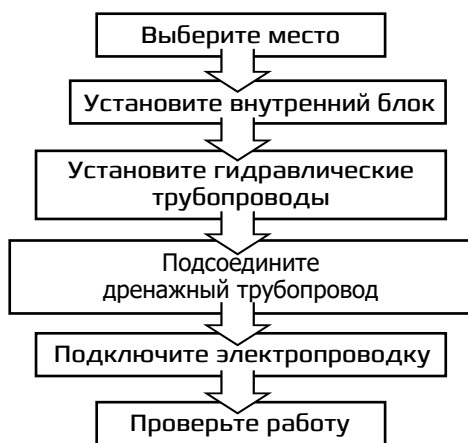 Выберите место
Установите внутренний блок
Установите гидравлические
трубопроводы
Подсоедините
дренажный трубопровод
Подключите электропроводку
Проверьте работу